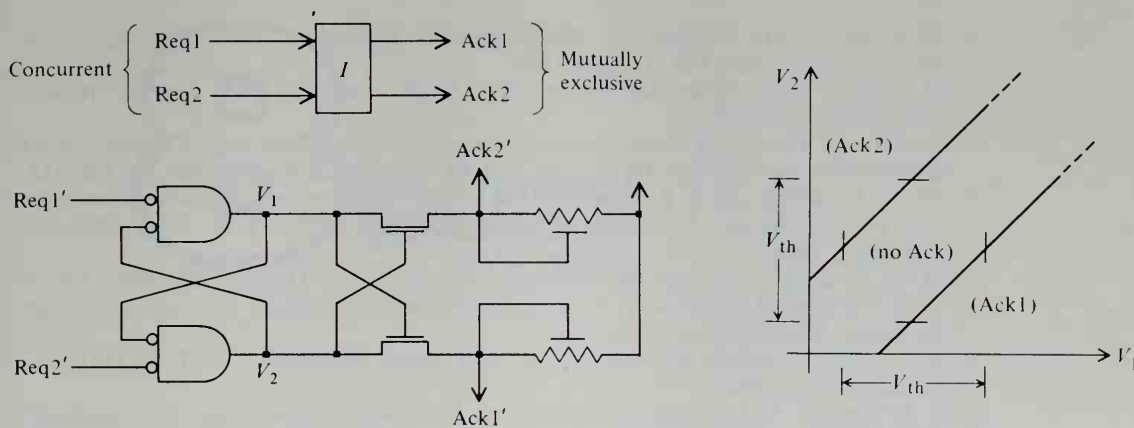 Concurrent
Req1
Req2
I
Ack1
Ack2
Mutually
exclusive
Ack2'
Req1'
V1
Req2'
V2
Ack1'
V2
(Ack2)
Vth
(no Ack)
(Ack1)
V1
Vth